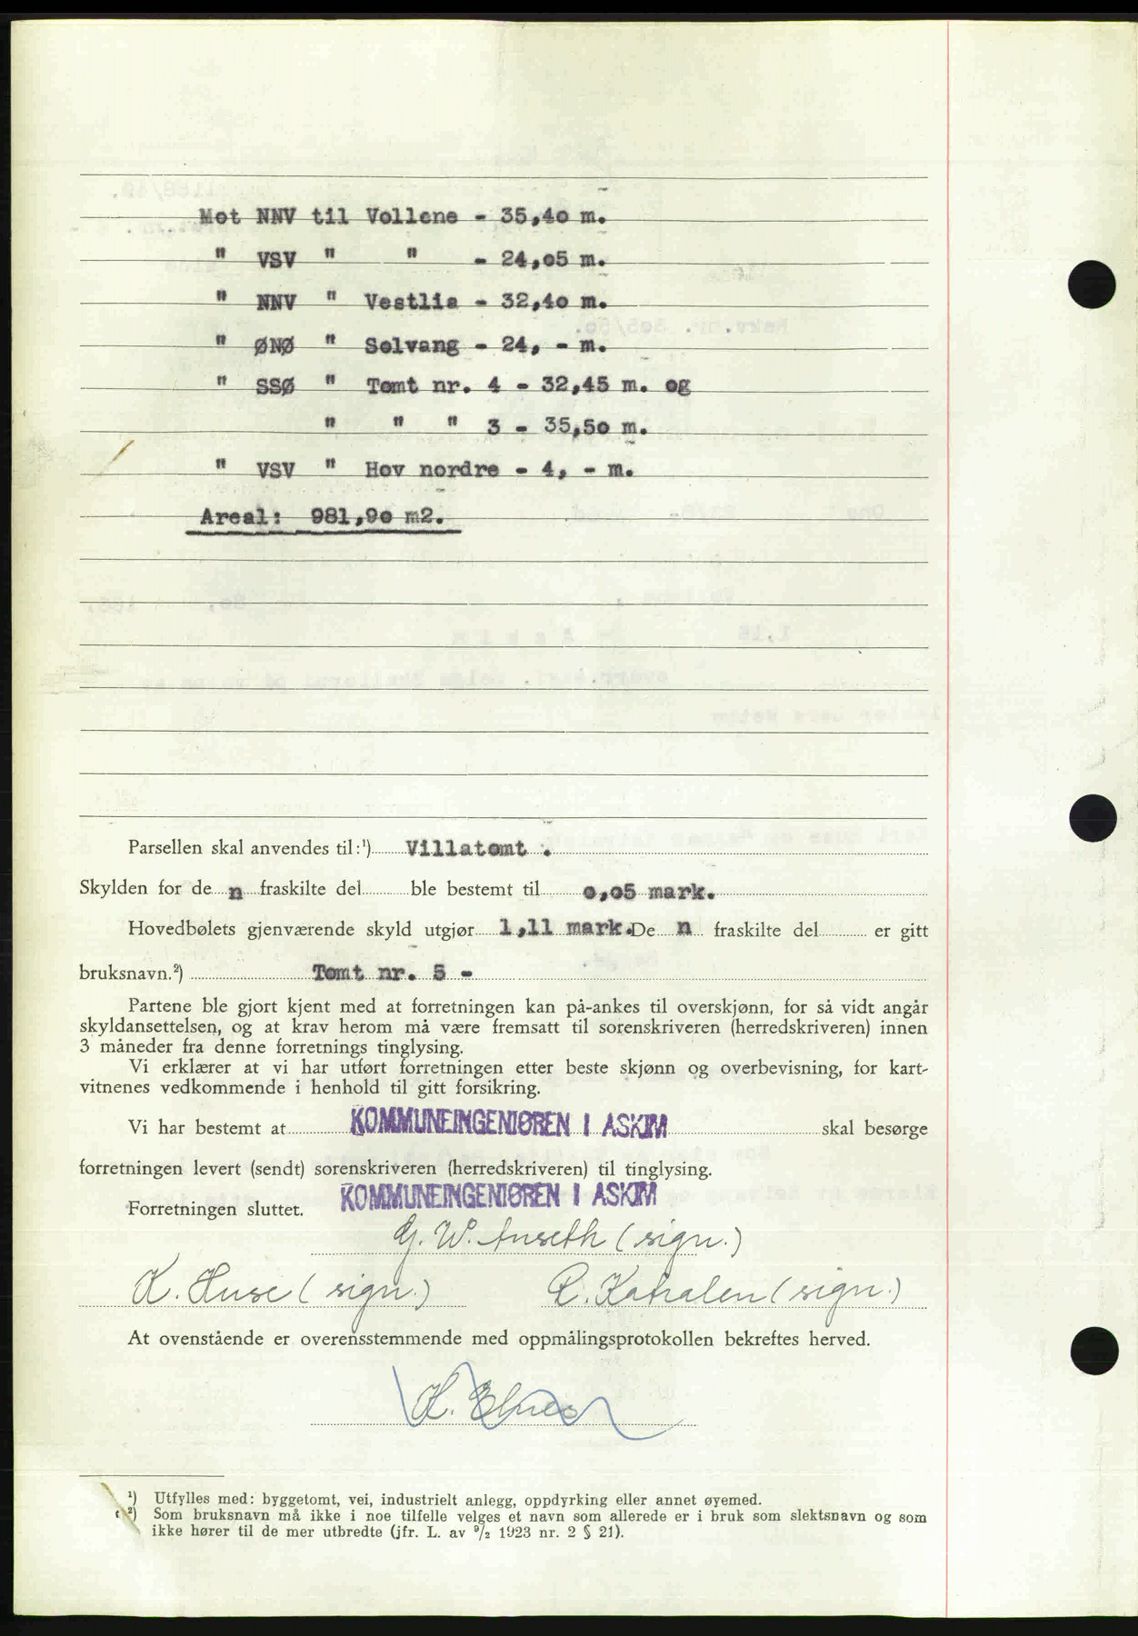 Mot NNV til Vollene - 35,40 m.
" VSV " " - 24,05 m.
" NNV " Vestlia - 32,40 m.
" ØNØ " Solvang - 24, - m.
" SSØ " Tomt nr. 4 - 32,45 m. og
" " " 3 - 35,50 m.
" VSV " Hov nordre - 4, - m.
Areal: 981,90 m2.
Parsellen skal anvendes til:¹) Villatomt .
Skylden for de n fraskilte del ble bestemt til 0,05 mark.
Hovedbølets gjenværende skyld utgjør 1,11 mark. De n fraskilte del er gitt
bruksnavn.²) Tomt nr. 5 -
Partene ble gjort kjent med at forretningen kan på-ankes til overskjønn, for så vidt angår
skyldansettelsen, og at krav herom må være fremsatt til sorenskriveren (herredskriveren) innen
3 måneder fra denne forretnings tinglysing.
Vi erklærer at vi har utført forretningen etter beste skjønn og overbevisning, for kart-
vitnenes vedkommende i henhold til gitt forsikring.
Vi har bestemt at KOMMUNEINGENIØREN I ASKIM skal besørge
forretningen levert (sendt) sorenskriveren (herredskriveren) til tinglysing.
Forretningen sluttet. KOMMUNEINGENIØREN I ASKIM
G. W. Anseth (sign.)
K. Huse (sign.) (sign.)
At ovenstående er overensstemmende med oppmålingsprotokollen bekreftes herved.
¹) Utfylles med: byggetomt, vei, industrielt anlegg, oppdyrking eller annet øyemed.
²) Som bruksnavn må ikke i noe tilfelle velges et navn som allerede er i bruk som slektsnavn og som
ikke hører til de mer utbredte (jfr. L. av ⁹/₂ 1923 nr. 2 § 21).